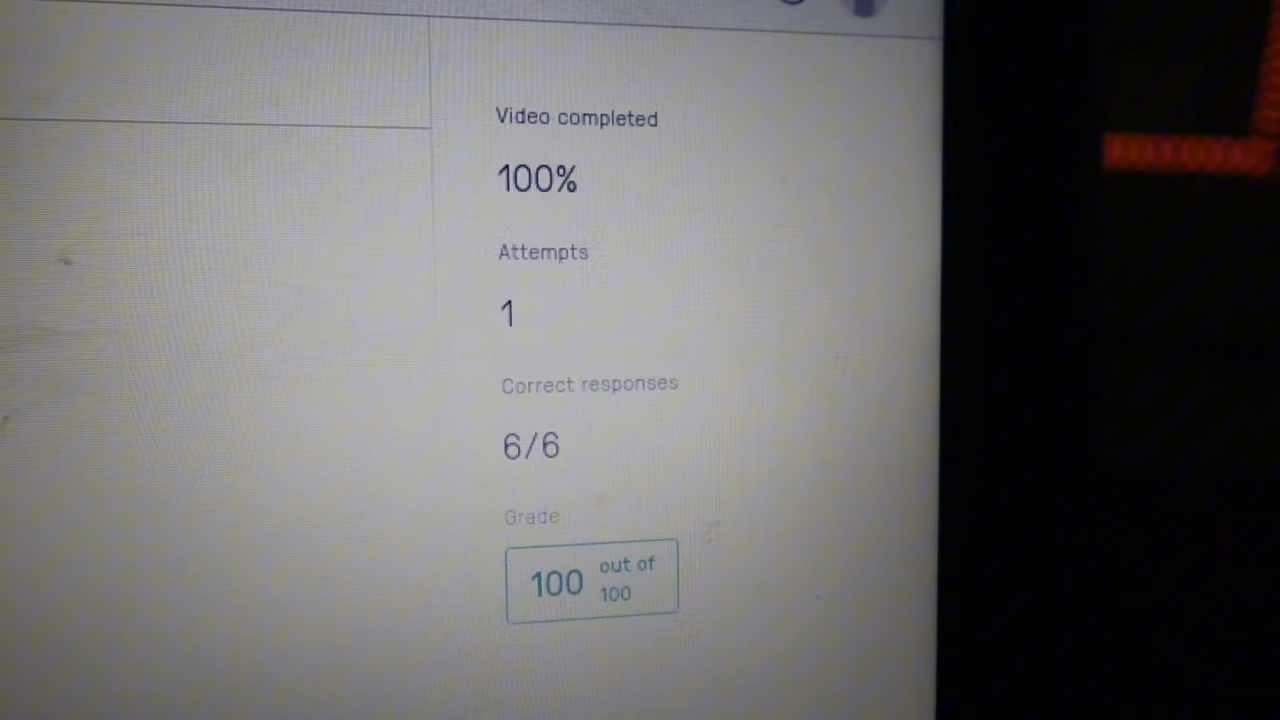 Video completed
100%
Attempts
1
Correct responses
6/6
Grade
100
out of
100